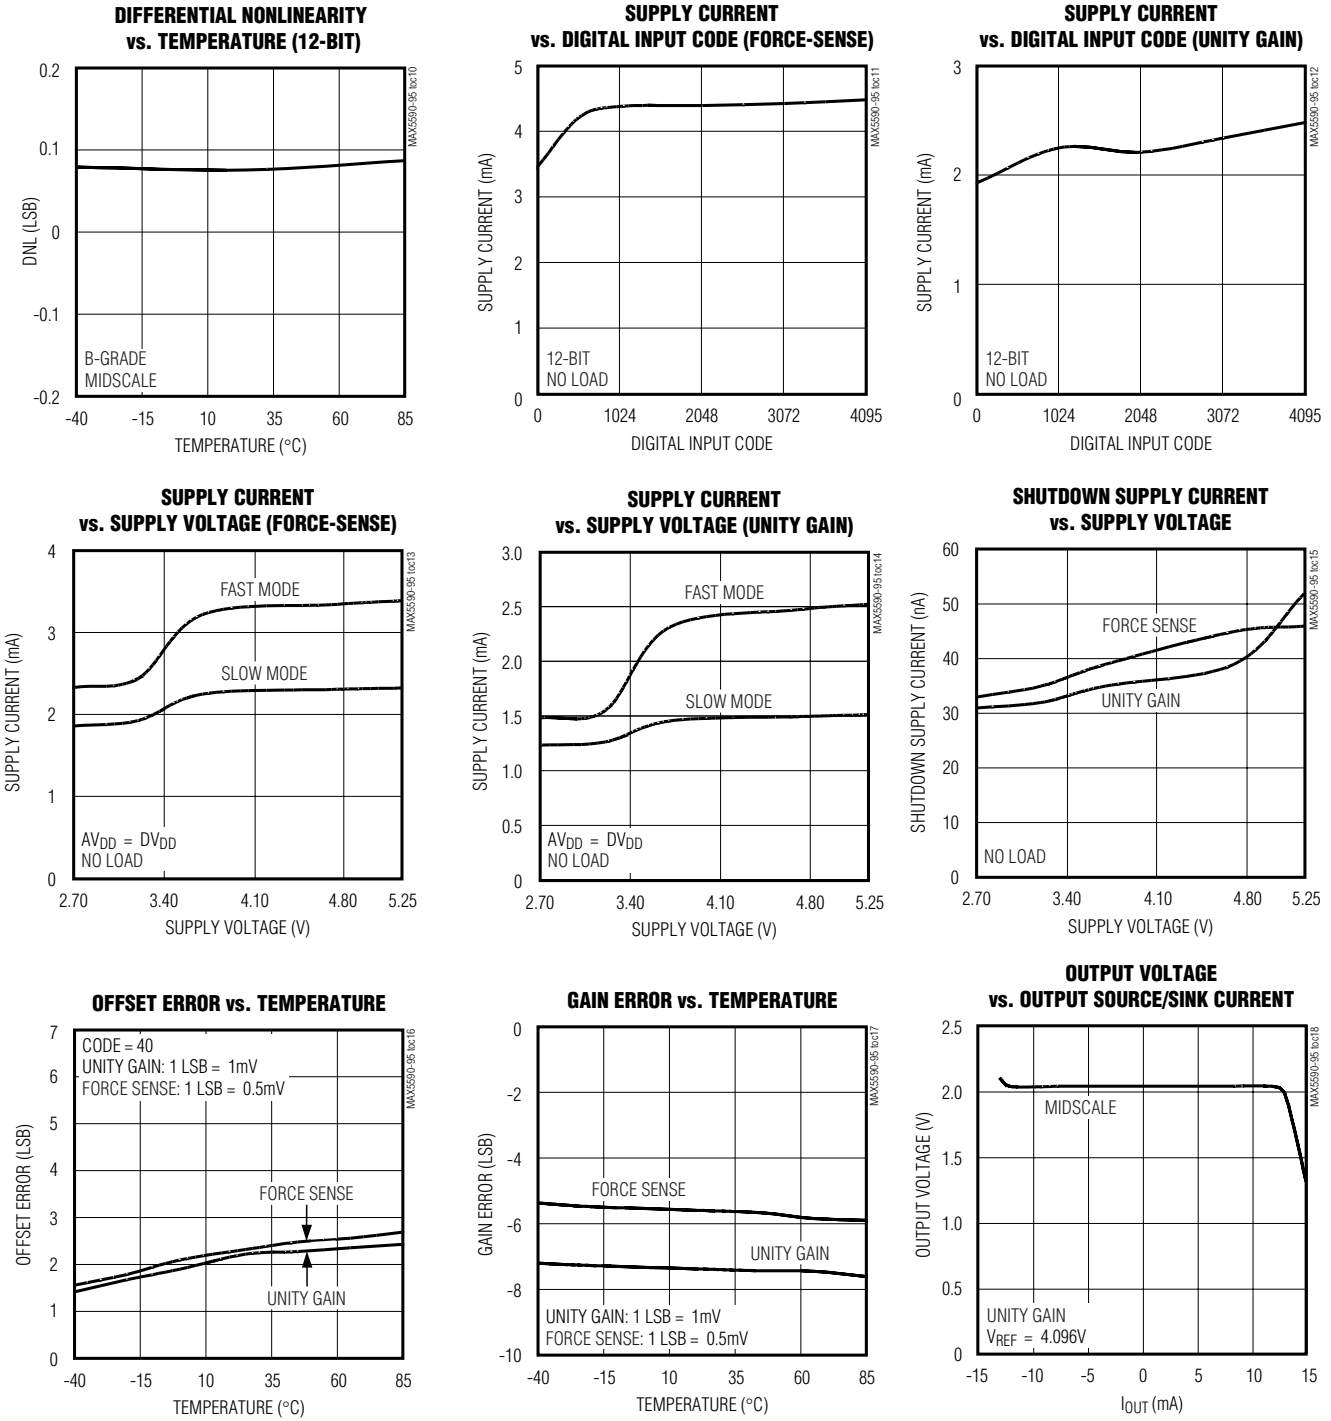 DIFFERENTIAL NONLINEARITY
vs. TEMPERATURE (12-BIT)
0.2
0.1
0
-0.1
-0.2
DNL (LSB)
B-GRADE
MIDSCALE
-40 -15 10 35 60 85
TEMPERATURE (°C)
MAX5590-95 toc10
SUPPLY CURRENT
vs. DIGITAL INPUT CODE (FORCE-SENSE)
5
4
3
2
1
0
SUPPLY CURRENT (mA)
12-BIT
NO LOAD
0 1024 2048 3072 4095
DIGITAL INPUT CODE
MAX5590-95 toc11
SUPPLY CURRENT
vs. DIGITAL INPUT CODE (UNITY GAIN)
3
2
1
0
SUPPLY CURRENT (mA)
12-BIT
NO LOAD
0 1024 2048 3072 4095
DIGITAL INPUT CODE
MAX5590-95 toc12
SUPPLY CURRENT
vs. SUPPLY VOLTAGE (FORCE-SENSE)
4
3
2
1
0
SUPPLY CURRENT (mA)
FAST MODE
SLOW MODE
AVDD = DVDD
NO LOAD
2.70 3.40 4.10 4.80 5.25
SUPPLY VOLTAGE (V)
MAX5590-95 toc13
SUPPLY CURRENT
vs. SUPPLY VOLTAGE (UNITY GAIN)
3.0
2.5
2.0
1.5
1.0
0.5
0
SUPPLY CURRENT (mA)
FAST MODE
SLOW MODE
AVDD = DVDD
NO LOAD
2.70 3.40 4.10 4.80 5.25
SUPPLY VOLTAGE (V)
MAX5590-95 toc14
SHUTDOWN SUPPLY CURRENT
vs. SUPPLY VOLTAGE
60
50
40
30
20
10
0
SHUTDOWN SUPPLY CURRENT (nA)
FORCE SENSE
UNITY GAIN
NO LOAD
2.70 3.40 4.10 4.80 5.25
SUPPLY VOLTAGE (V)
MAX5590-95 toc15
OFFSET ERROR vs. TEMPERATURE
7
6
5
4
3
2
1
0
OFFSET ERROR (LSB)
CODE = 40
UNITY GAIN: 1 LSB = 1mV
FORCE SENSE: 1 LSB = 0.5mV
FORCE SENSE
UNITY GAIN
-40 -15 10 35 60 85
TEMPERATURE (°C)
MAX5590-95 toc16
GAIN ERROR vs. TEMPERATURE
0
-2
-4
-6
-8
-10
GAIN ERROR (LSB)
FORCE SENSE
UNITY GAIN
UNITY GAIN: 1 LSB = 1mV
FORCE SENSE: 1 LSB = 0.5mV
-40 -15 10 35 60 85
TEMPERATURE (°C)
MAX5590-95 toc17
OUTPUT VOLTAGE
vs. OUTPUT SOURCE/SINK CURRENT
2.5
2.0
1.5
1.0
0.5
0
OUTPUT VOLTAGE (V)
MIDSCALE
UNITY GAIN
VREF = 4.096V
-15 -10 -5 0 5 10 15
IOUT (mA)
MAX5590-95 toc18